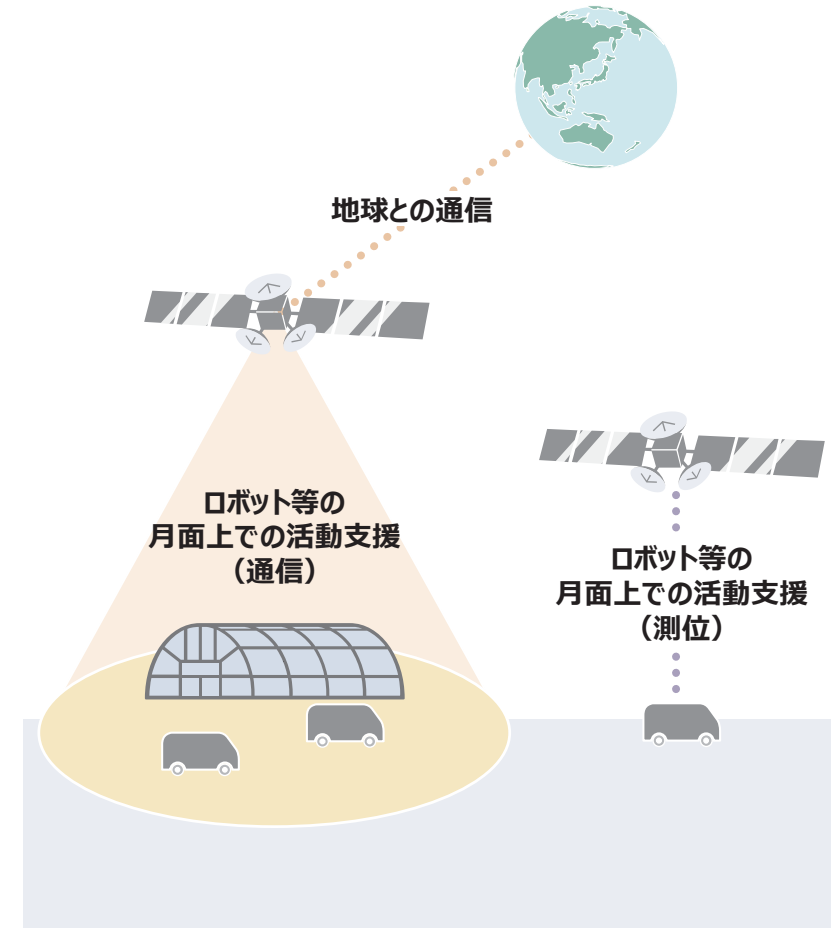 地球との通信
ロボット等の
月面上での活動支援
（通信）
ロボット等の
月面上での活動支援
（測位）